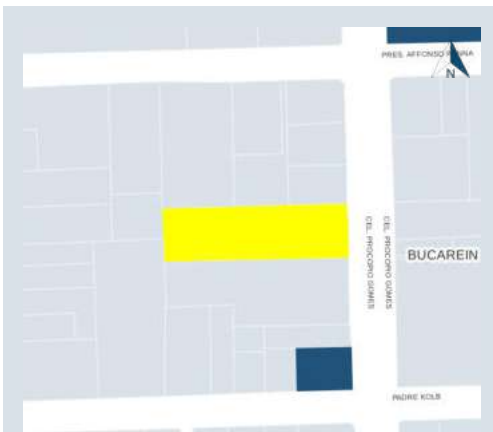 PRES. AFFONSO PENNA
N
CEL. PROCOPIO GOMES
CEL. PROCOPIO GOMES
BUCAREIN
PADRE KOLB